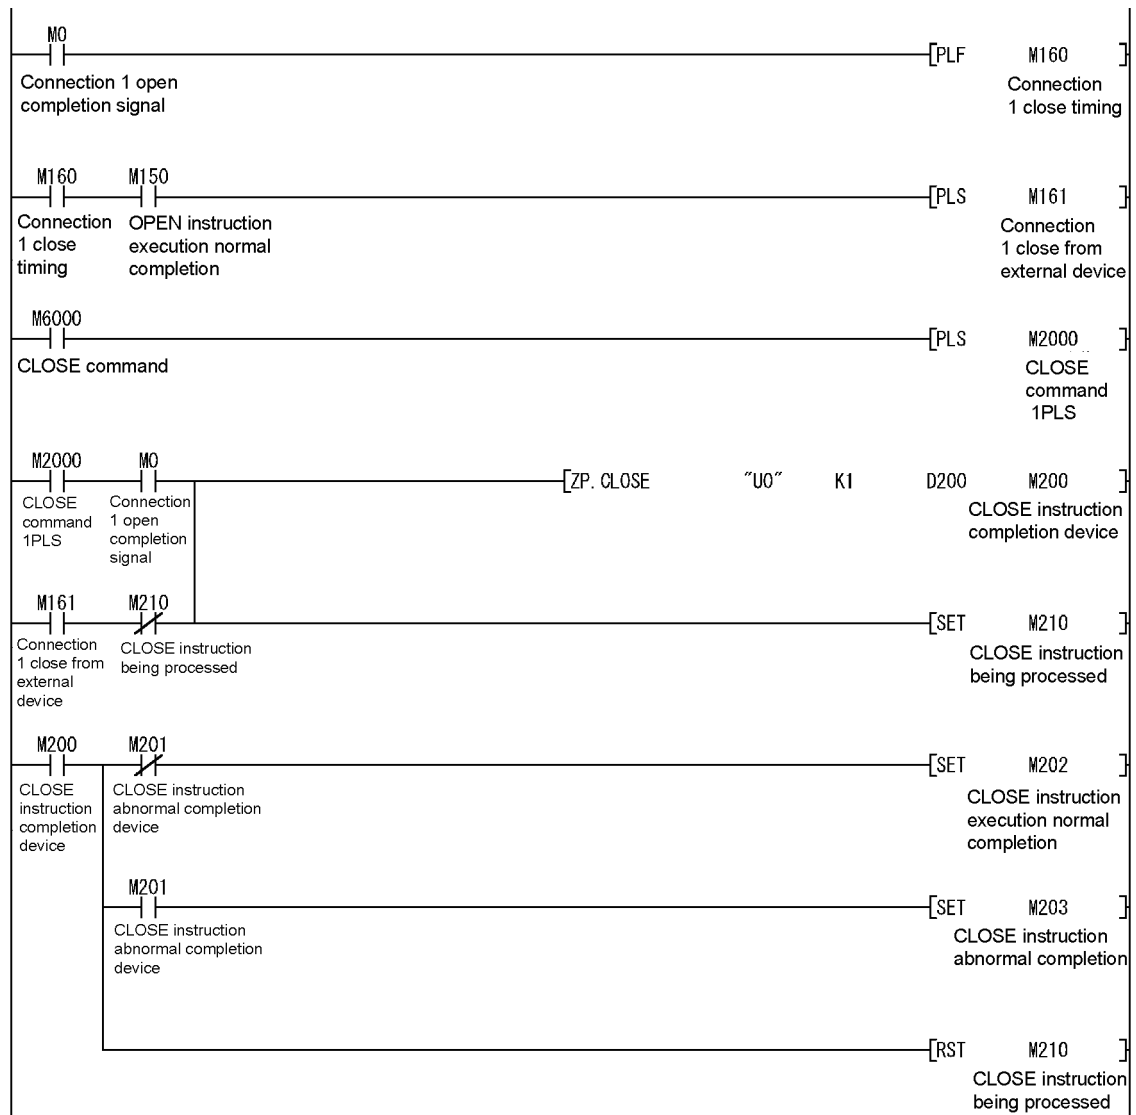 M0
[PLF M160 ]
Connection 1 open
completion signal
Connection
1 close timing
M160 M150
[PLS M161 ]
Connection
1 close
timing
OPEN instruction
execution normal
completion
Connection
1 close from
external device
M6000
[PLS M2000 ]
CLOSE command
CLOSE
command
1PLS
M2000 M0
[ZP.CLOSE "U0" K1 D200 M200 ]
CLOSE
command
1PLS
Connection
1 open
completion
signal
CLOSE instruction
completion device
M161 M210
[SET M210 ]
Connection
1 close from
external
device
CLOSE instruction
being processed
CLOSE instruction
being processed
M200 M201
[SET M202 ]
CLOSE
instruction
completion
device
CLOSE instruction
abnormal completion
device
CLOSE instruction
execution normal
completion
M201
[SET M203 ]
CLOSE instruction
abnormal completion
device
CLOSE instruction
abnormal completion
[RST M210 ]
CLOSE instruction
being processed